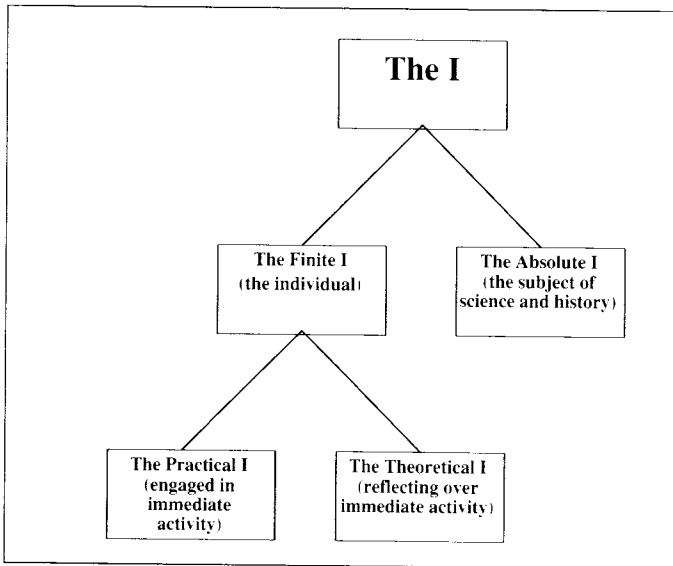 The I
The Finite I
(the individual)
The Absolute I
(the subject of
science and history)
The Practical I
(engaged in
immediate
activity)
The Theoretical I
(reflecting over
immediate activity)